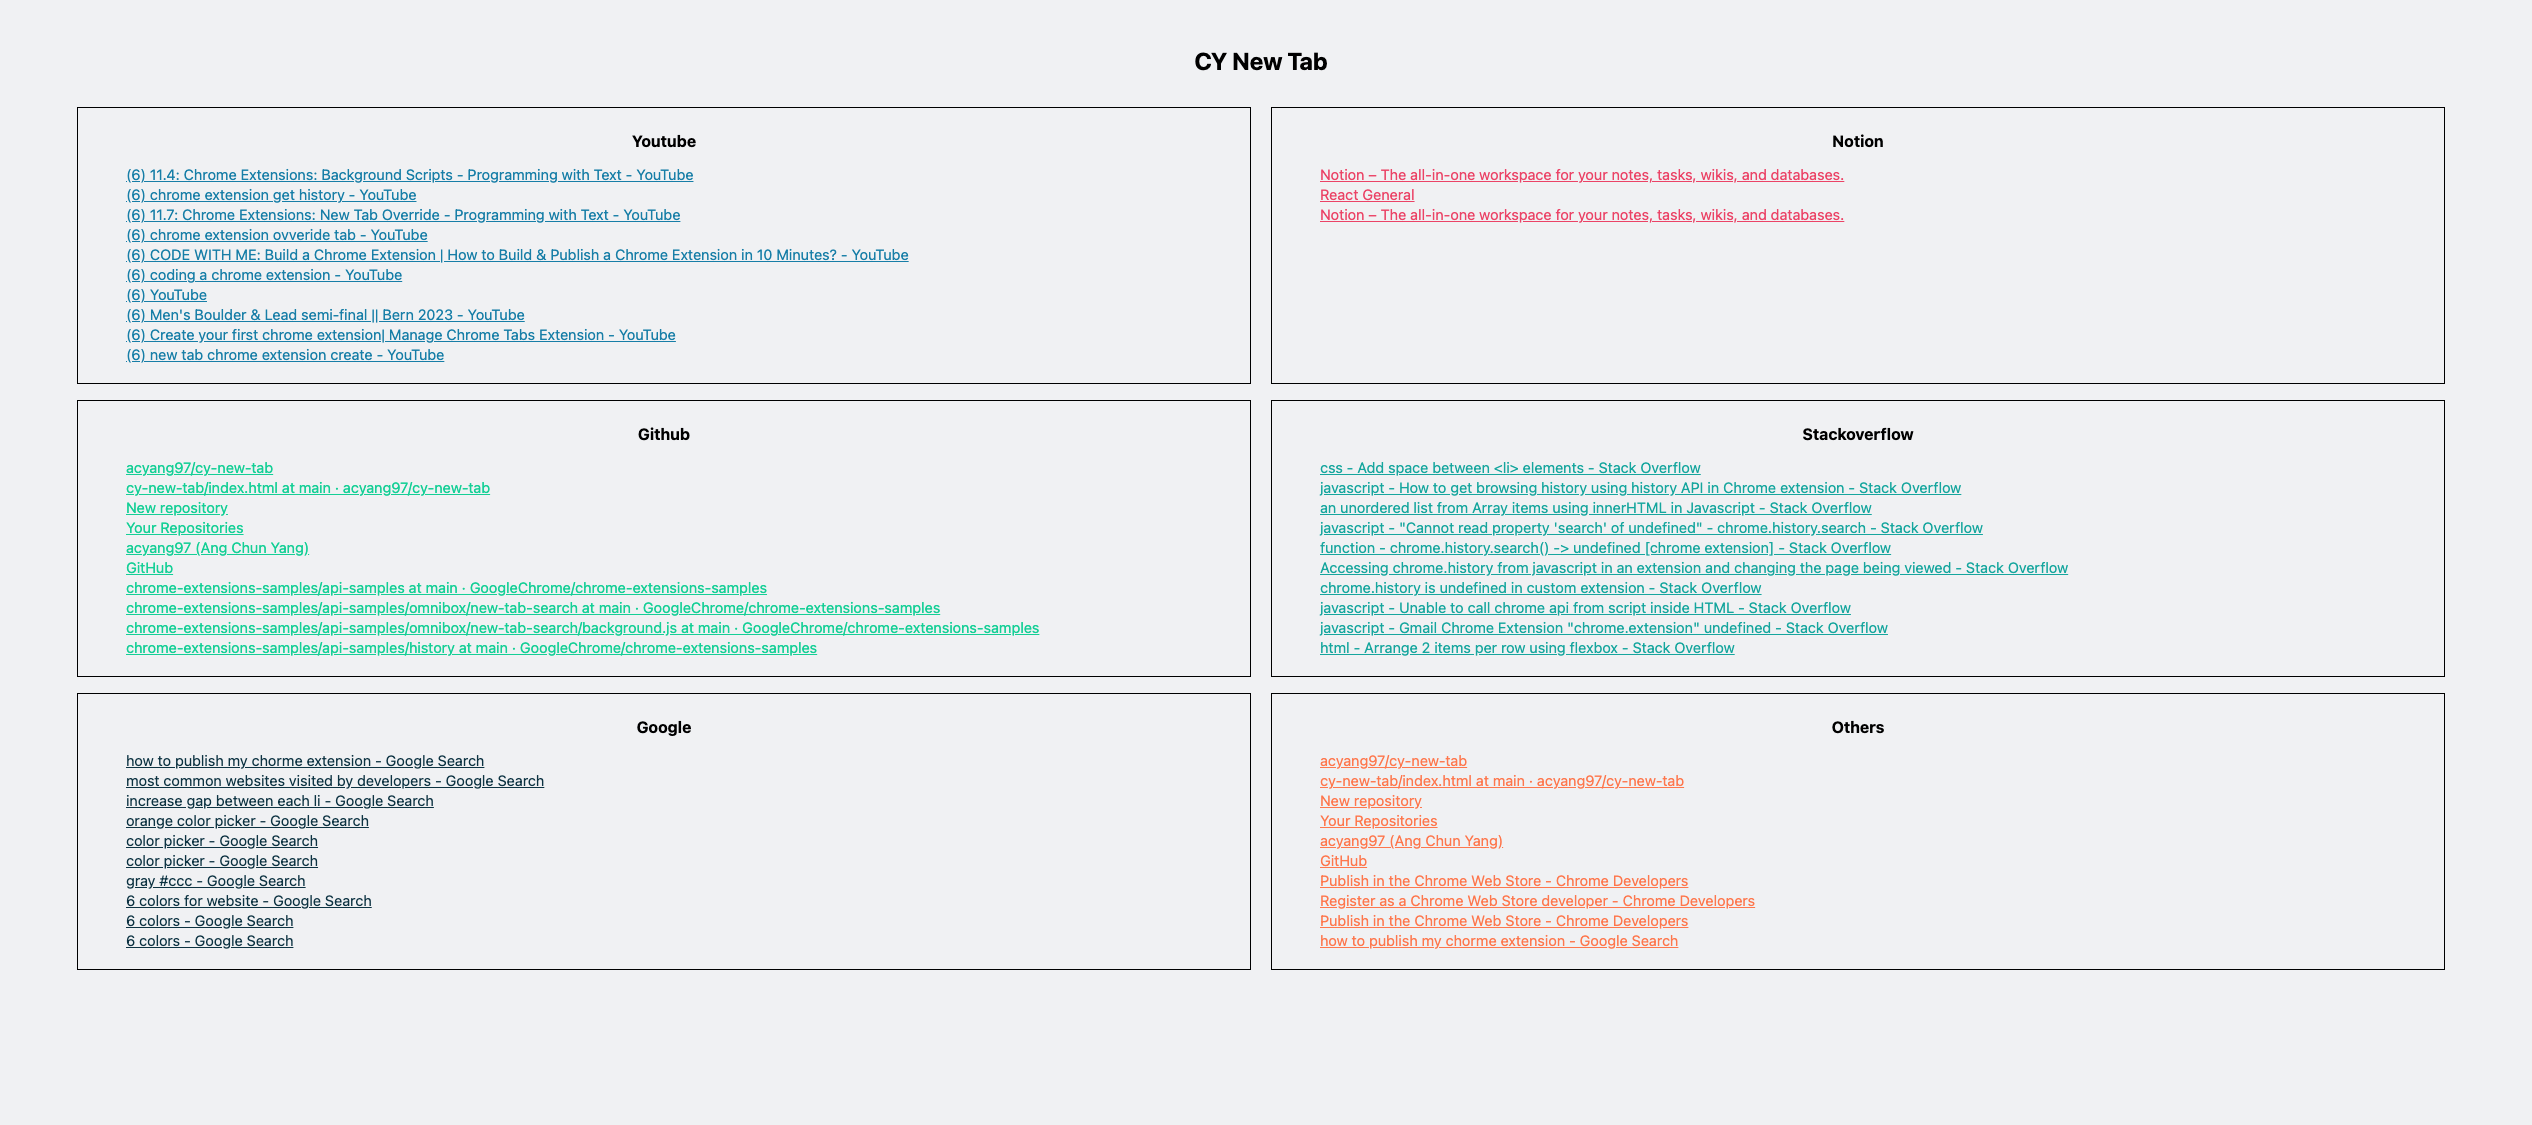 CY New Tab
Youtube
(6) 11.4: Chrome Extensions: Background Scripts - Programming with Text - YouTube
(6) chrome extension get history - YouTube
(6) 11.7: Chrome Extensions: New Tab Override - Programming with Text - YouTube
(6) chrome extension ovveride tab - YouTube
(6) CODE WITH ME: Build a Chrome Extension | How to Build & Publish a Chrome Extension in 10 Minutes? - YouTube
(6) coding a chrome extension - YouTube
(6) YouTube
(6) Men's Boulder & Lead semi-final || Bern 2023 - YouTube
(6) Create your first chrome extension| Manage Chrome Tabs Extension - YouTube
(6) new tab chrome extension create - YouTube
Notion
Notion – The all-in-one workspace for your notes, tasks, wikis, and databases.
React General
Notion – The all-in-one workspace for your notes, tasks, wikis, and databases.
Github
acyang97/cy-new-tab
cy-new-tab/index.html at main · acyang97/cy-new-tab
New repository
Your Repositories
acyang97 (Ang Chun Yang)
GitHub
chrome-extensions-samples/api-samples at main · GoogleChrome/chrome-extensions-samples
chrome-extensions-samples/api-samples/omnibox/new-tab-search at main · GoogleChrome/chrome-extensions-samples
chrome-extensions-samples/api-samples/omnibox/new-tab-search/background.js at main · GoogleChrome/chrome-extensions-samples
chrome-extensions-samples/api-samples/history at main · GoogleChrome/chrome-extensions-samples
Stackoverflow
css - Add space between <li> elements - Stack Overflow
javascript - How to get browsing history using history API in Chrome extension - Stack Overflow
an unordered list from Array items using innerHTML in Javascript - Stack Overflow
javascript - "Cannot read property 'search' of undefined" - chrome.history.search - Stack Overflow
function - chrome.history.search() -> undefined [chrome extension] - Stack Overflow
Accessing chrome.history from javascript in an extension and changing the page being viewed - Stack Overflow
chrome.history is undefined in custom extension - Stack Overflow
javascript - Unable to call chrome api from script inside HTML - Stack Overflow
javascript - Gmail Chrome Extension "chrome.extension" undefined - Stack Overflow
html - Arrange 2 items per row using flexbox - Stack Overflow
Google
how to publish my chorme extension - Google Search
most common websites visited by developers - Google Search
increase gap between each li - Google Search
orange color picker - Google Search
color picker - Google Search
color picker - Google Search
gray #ccc - Google Search
6 colors for website - Google Search
6 colors - Google Search
6 colors - Google Search
Others
acyang97/cy-new-tab
cy-new-tab/index.html at main · acyang97/cy-new-tab
New repository
Your Repositories
acyang97 (Ang Chun Yang)
GitHub
Publish in the Chrome Web Store - Chrome Developers
Register as a Chrome Web Store developer - Chrome Developers
Publish in the Chrome Web Store - Chrome Developers
how to publish my chorme extension - Google Search